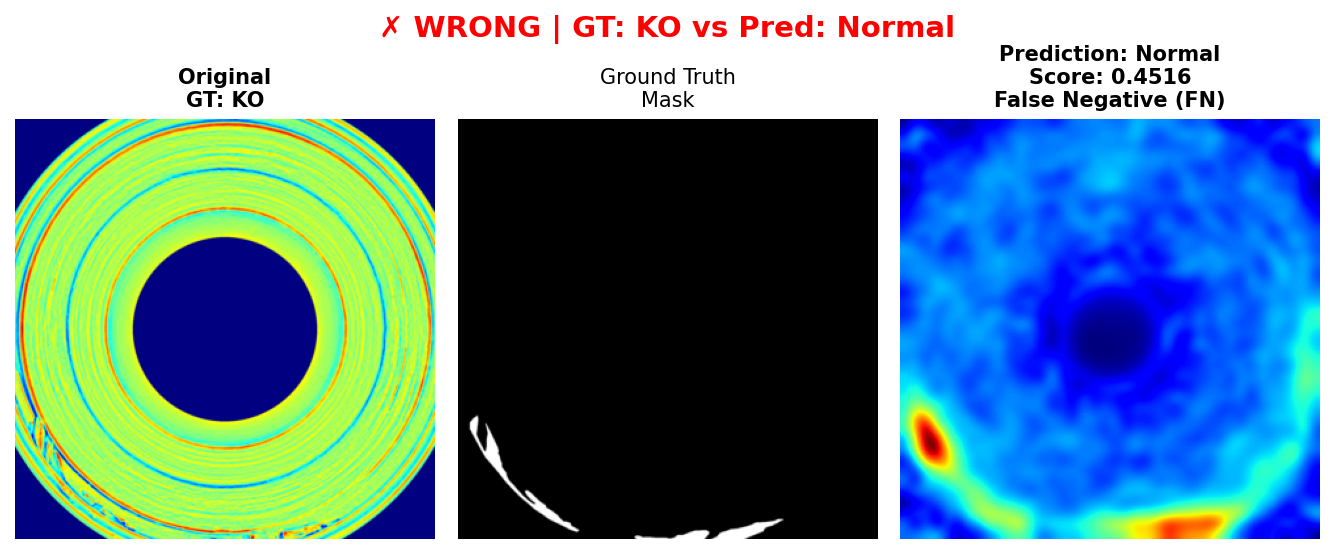 ✗ WRONG | GT: KO vs Pred: Normal
Original
GT: KO
Ground Truth
Mask
Prediction: Normal
Score: 0.4516
False Negative (FN)